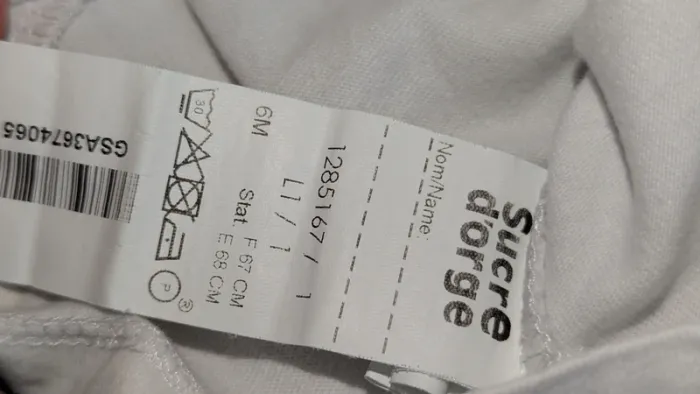 Sucre
d'orge
Nom/Name:
1285167 / 1
L1 / 1
6M
Stat. F 67 CM
E 68 CM
30
P
®
GSA3674065